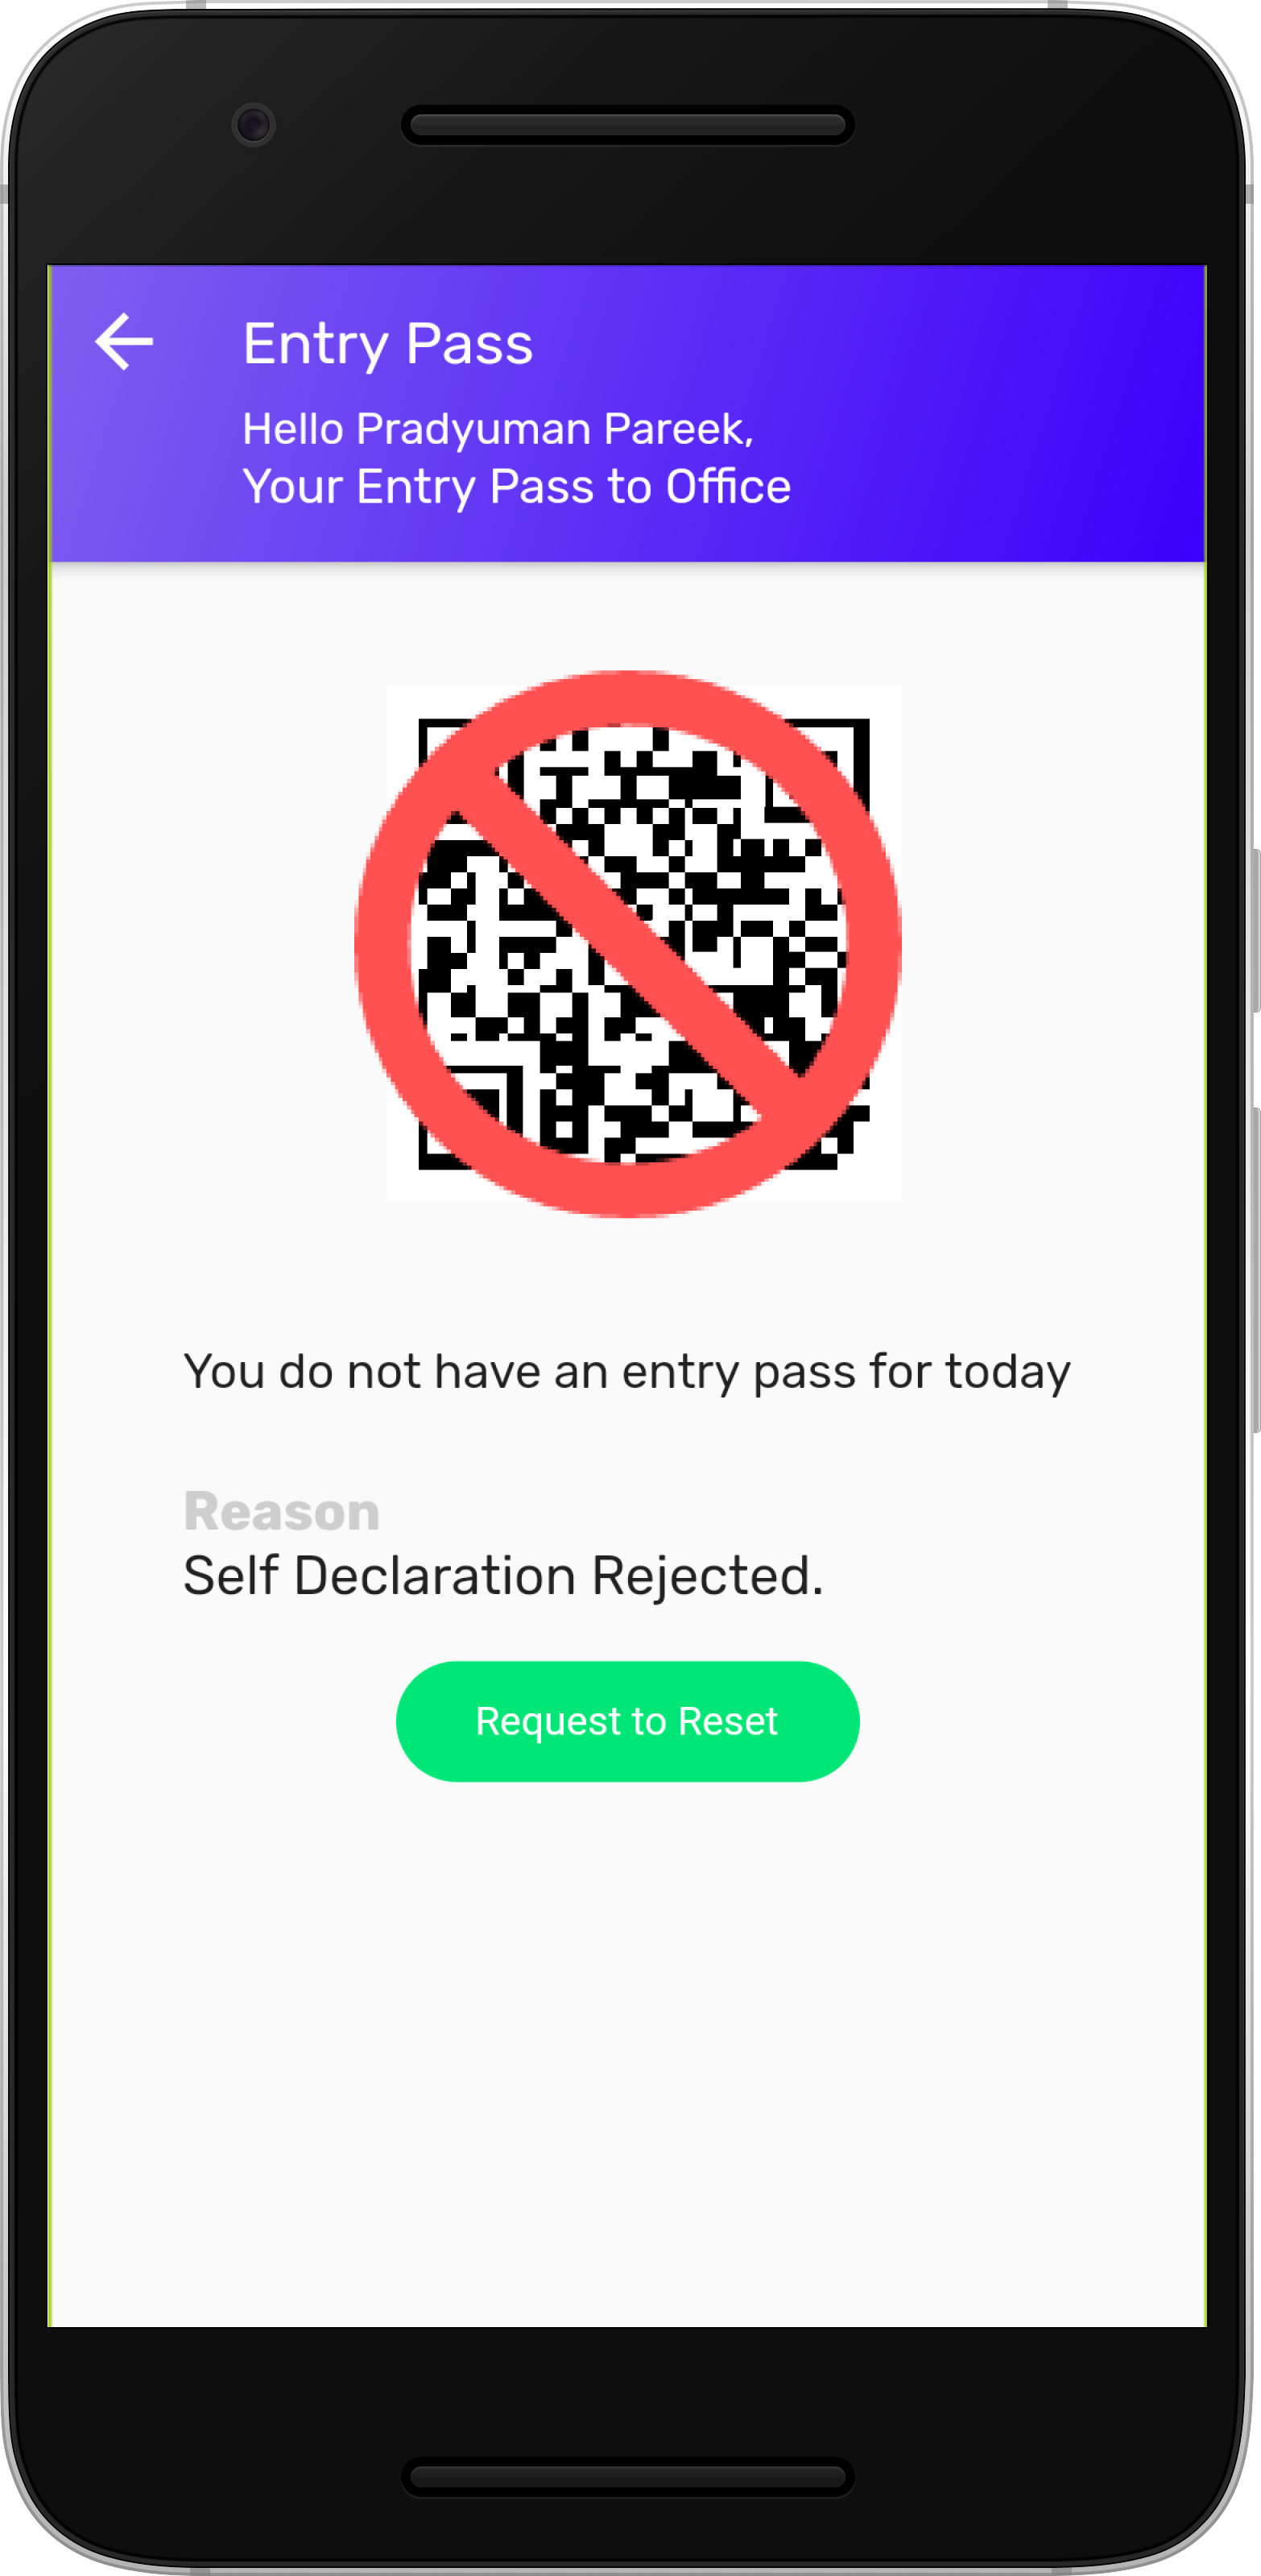 Entry Pass
Hello Pradyuman Pareek,
Your Entry Pass to Office
You do not have an entry pass for today
Reason
Self Declaration Rejected.
Request to Reset